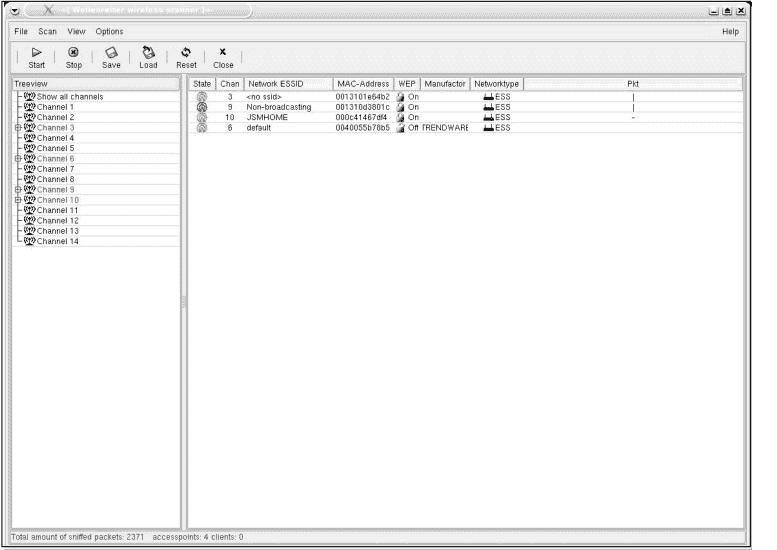 -=[ Wellenreiter wireless scanner ]=-
File Scan View Options Help
Start Stop Save Load Reset Close
Treeview
Show all channels
Channel 1
Channel 2
Channel 3
Channel 4
Channel 5
Channel 6
Channel 7
Channel 8
Channel 9
Channel 10
Channel 11
Channel 12
Channel 13
Channel 14
State Chan Network ESSID MAC-Address WEP Manufactor Networktype Pkt
3 <no ssid> 0013101e64b2 On ESS |
9 Non-broadcasting 001310d3801c On ESS |
10 JSMHOME 000c41467df4 On ESS -
6 default 0040055b78b5 Off TRENDWARE ESS
Total amount of sniffed packets: 2371 accesspoints: 4 clients: 0